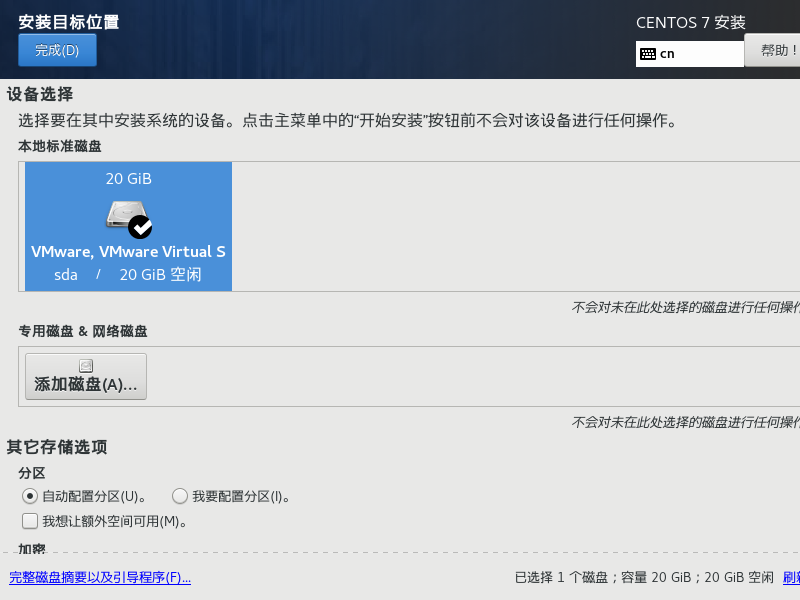 安装目标位置
CENTOS 7 安装
完成(D)
cn
帮助！
设备选择
选择要在其中安装系统的设备。点击主菜单中的“开始安装”按钮前不会对该设备进行任何操作。
本地标准磁盘
20 GiB
VMware, VMware Virtual S
sda / 20 GiB 空闲
不会对未在此处选择的磁盘进行任何操作
专用磁盘 & 网络磁盘
添加磁盘(A)...
不会对未在此处选择的磁盘进行任何操作
其它存储选项
分区
自动配置分区(U)。 我要配置分区(I)。
我想让额外空间可用(M)。
加密
完整磁盘摘要以及引导程序(F)...
已选择 1 个磁盘；容量 20 GiB；20 GiB 空闲 刷新